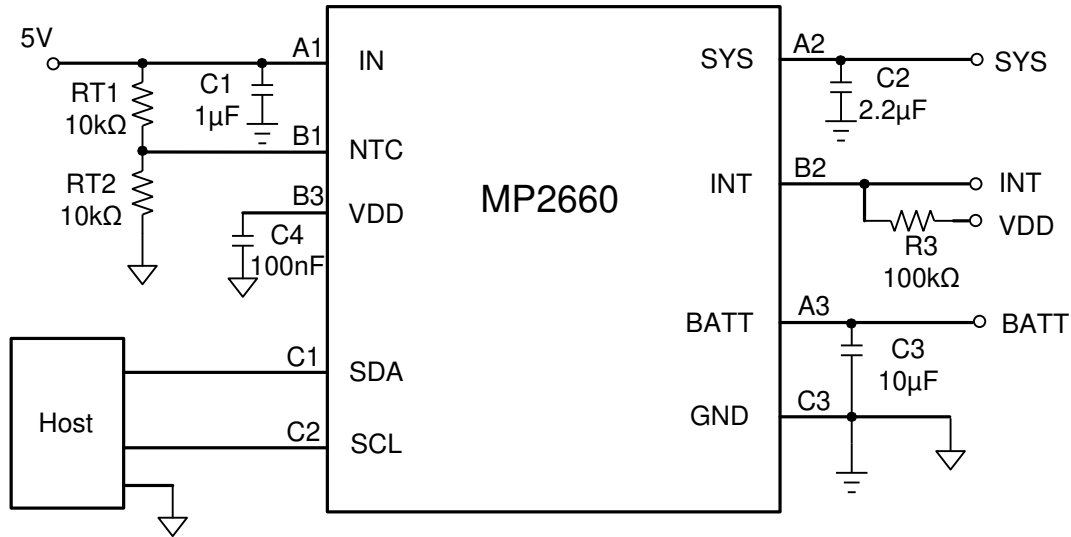 5V
A1
IN
RT1
10kΩ
C1
1µF
B1
NTC
RT2
10kΩ
B3
VDD
C4
100nF
Host
C1
SDA
C2
SCL
MP2660
SYS
A2
C2
2.2µF
SYS
INT
B2
INT
VDD
R3
100kΩ
BATT
A3
BATT
C3
10µF
GND
C3